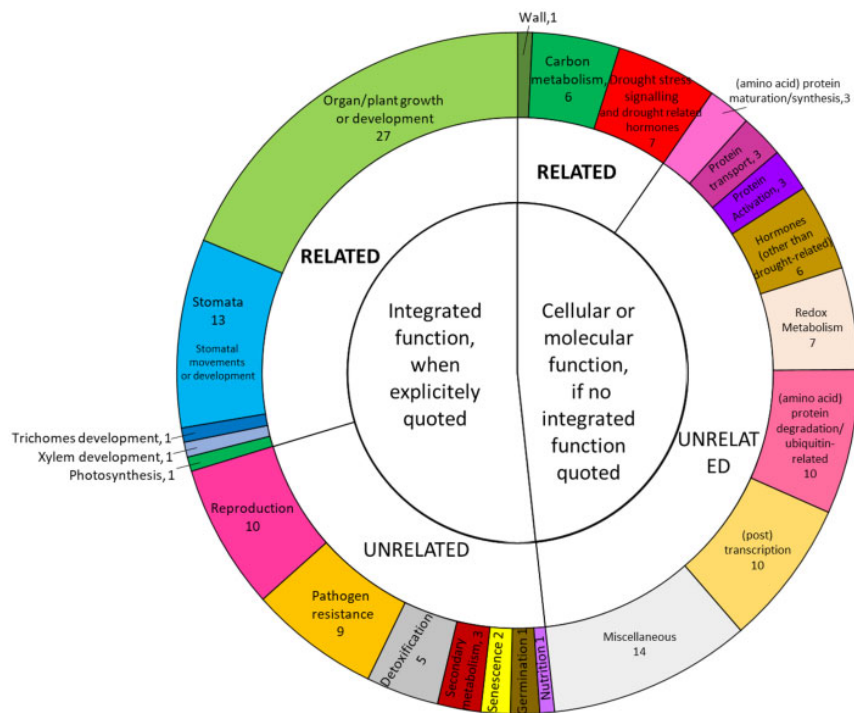 Wall,1
Carbon
metabolism,
6
Drought stress
signalling
and drought related
hormones
7
(amino acid) protein
maturation/synthesis,3
Protein
transport, 3
Protein
Activation, 3
Hormones
(other than
drought-related)
6
Redox
Metabolism
7
(amino acid)
protein
degradation/
ubiquitin-
related
10
(post)
transcription
10
Miscellaneous
14
Nutrition 1
Germination 1
Senescence 2
Secondary
metabolism, 3
Detoxification
5
Pathogen
resistance
9
Reproduction
10
Photosynthesis,1
Xylem development, 1
Trichomes development, 1
Stomata
13
Stomatal
movements
or development
Organ/plant growth
or development
27
RELATED
RELATED
UNRELAT
ED
UNRELATED
Integrated
function,
when
explicitely
quoted
Cellular or
molecular
function,
if no
integrated
function
quoted